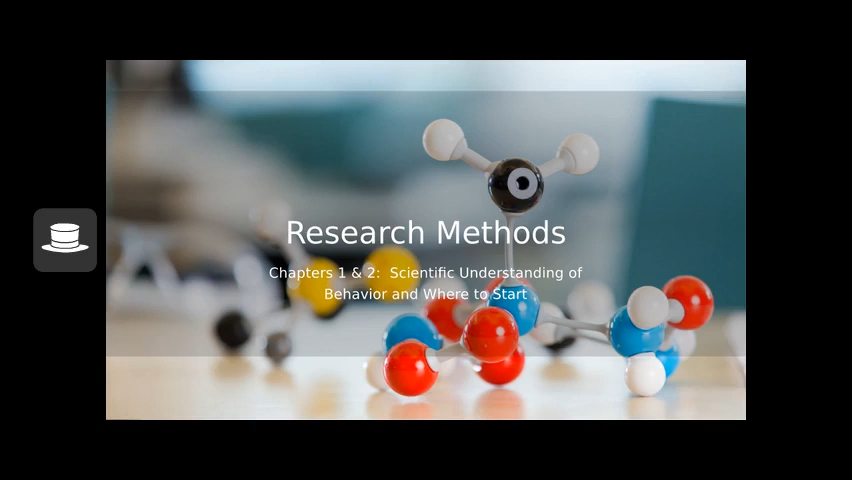 Research Methods
Chapters 1 & 2:  Scientific Understanding of
Behavior and Where to Start